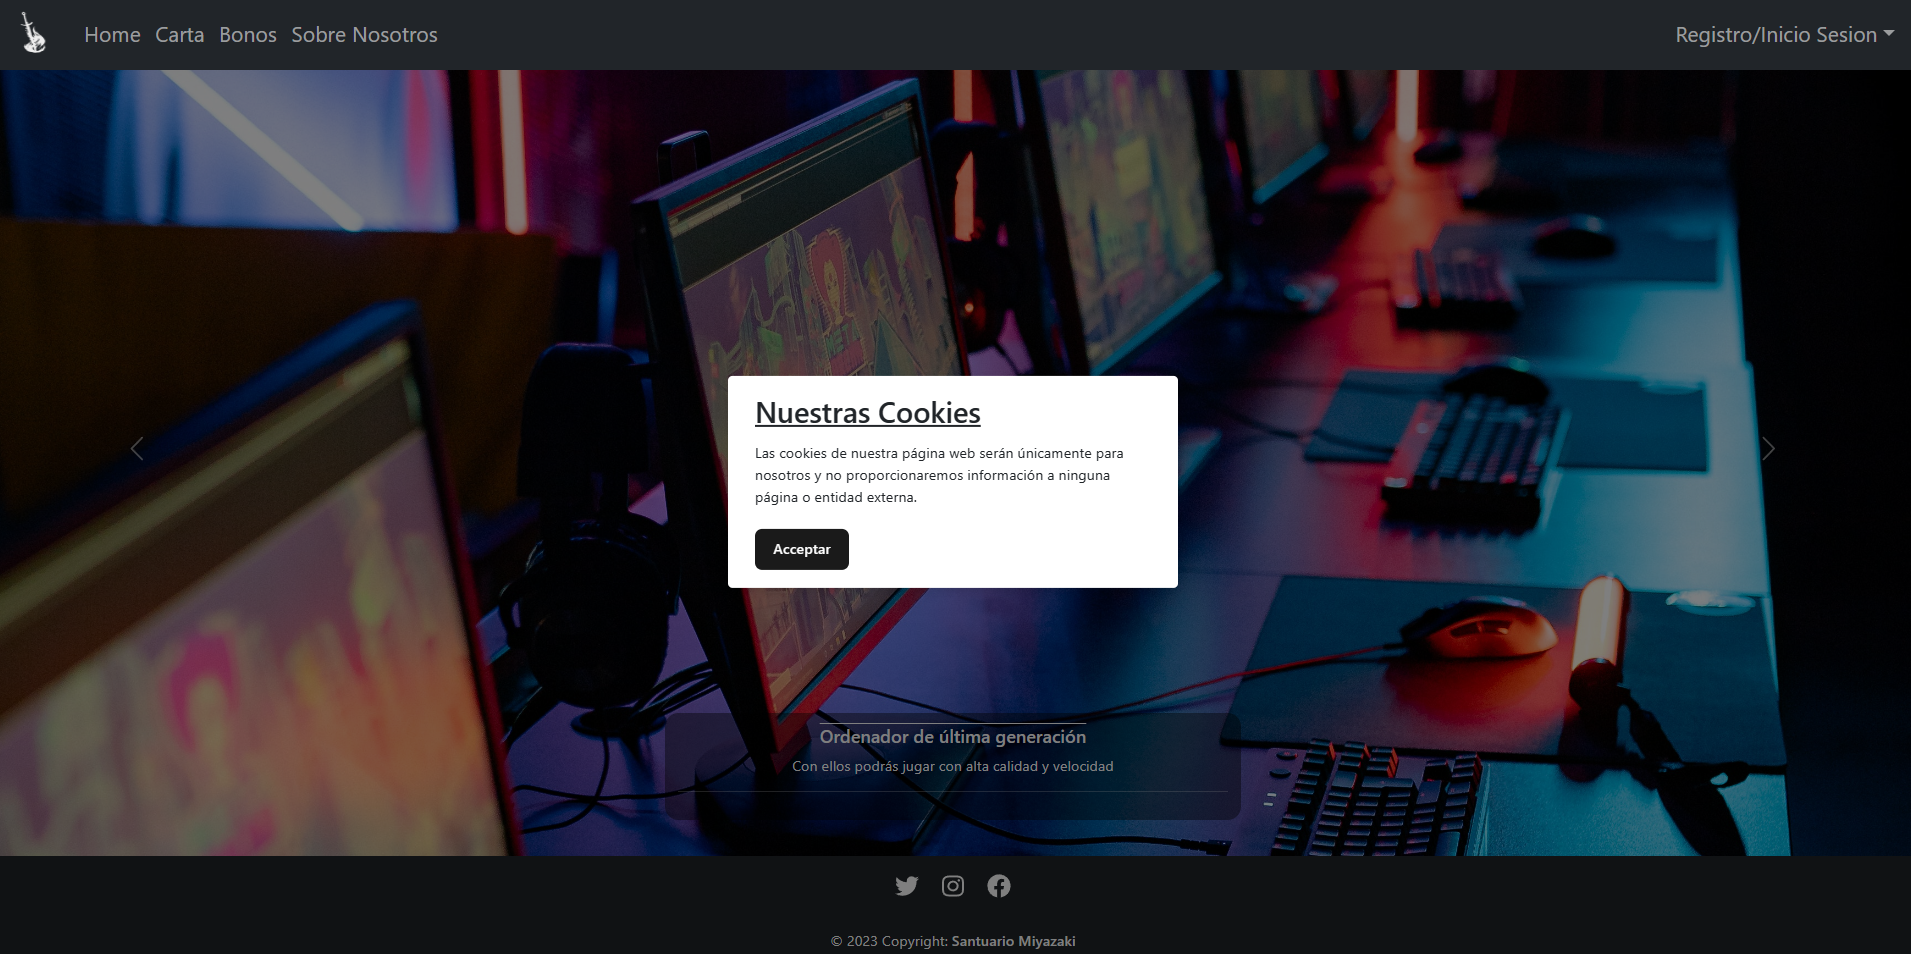 Home Carta Bonos Sobre Nosotros Registro/Inicio Sesion
Nuestras Cookies
Las cookies de nuestra página web serán únicamente para
nosotros y no proporcionaremos información a ninguna
página o entidad externa.
Acceptar
Ordenador de última generación
Con ellos podrás jugar con alta calidad y velocidad
© 2023 Copyright: Santuario Miyazaki